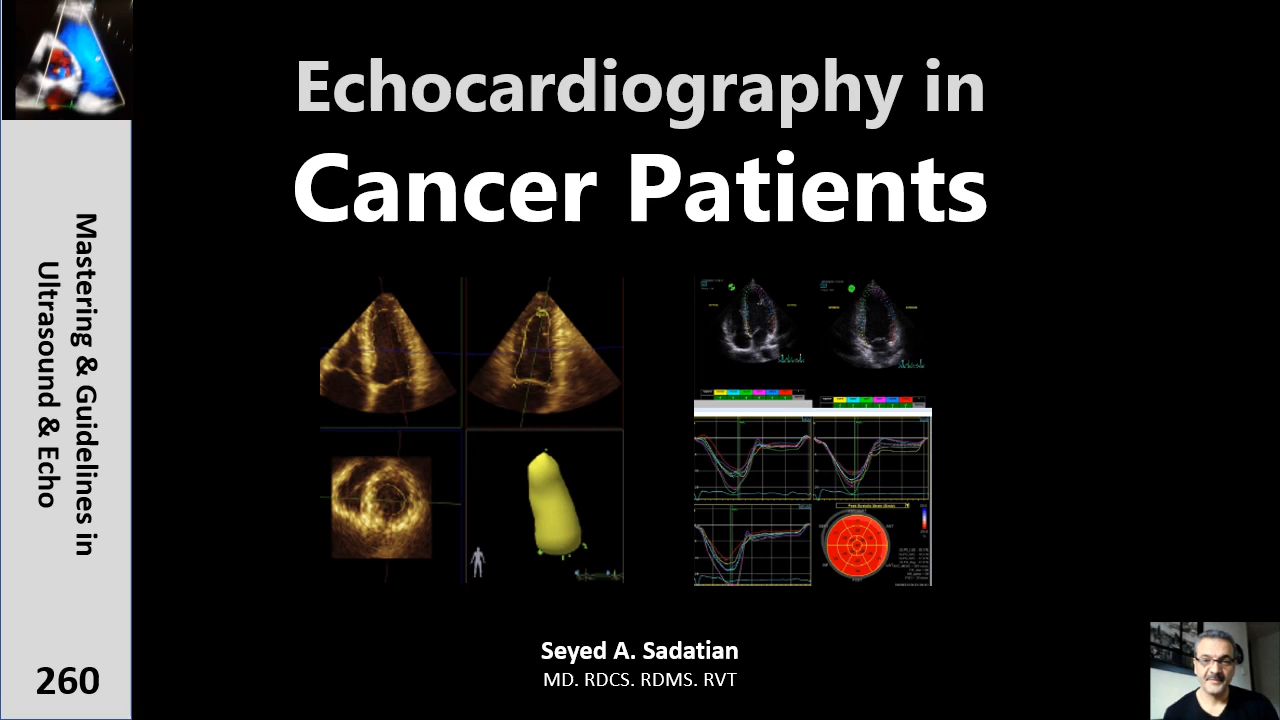 Echocardiography in
Cancer Patients
Mastering & Guidelines in
Ultrasound & Echo
260
Seyed A. Sadatian
MD. RDCS. RDMS. RVT